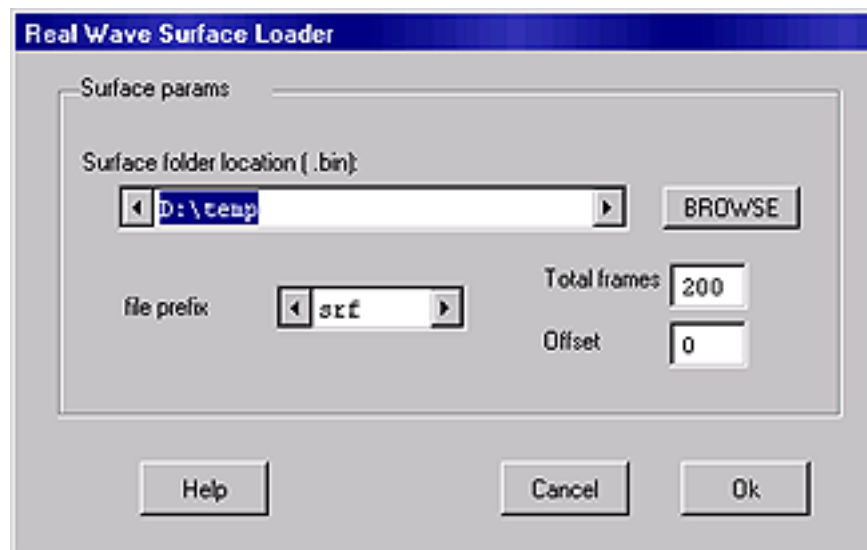 Real Wave Surface Loader
Surface params
Surface folder location ( .bin):
D:\temp
BROWSE
file prefix
srf
Total frames
200
Offset
0
Help
Cancel
Ok